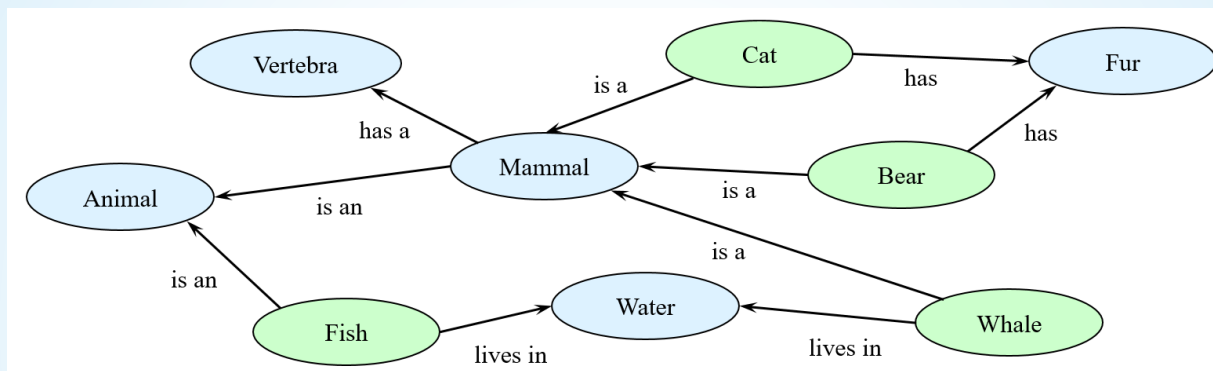 Cat
Vertebra
Fur
has
is a
has a
has
Mammal
Bear
Animal
is a
is an
is a
is an
Water
Fish
Whale
lives in
lives in